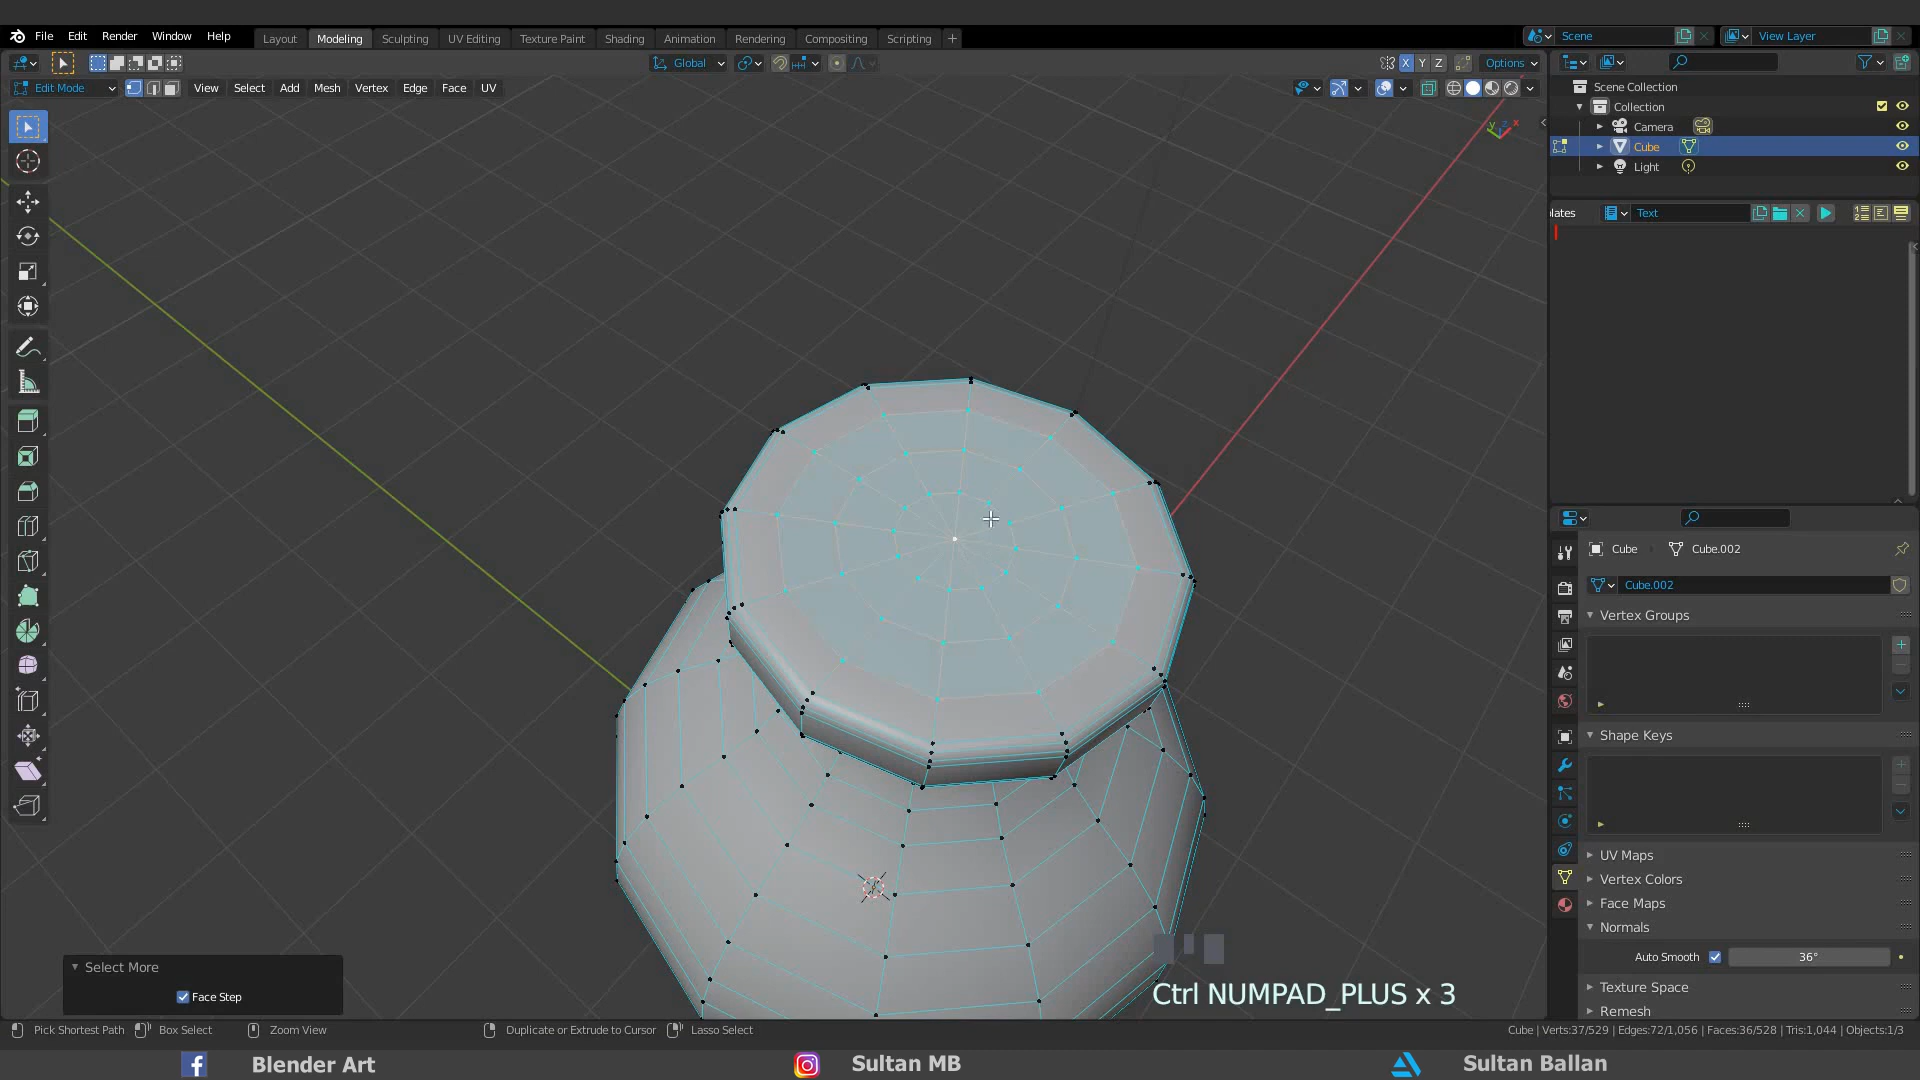 File Edit Render Window Help Layout Modeling Sculpting UV Editing Texture Paint Shading Animation Rendering Compositing Scripting + Scene View Layer
Global X Y Z Options
Edit Mode View Select Add Mesh Vertex Edge Face UV
Scene Collection
Collection
Camera
Cube
Light
lates Text
Cube Cube.002
Cube.002
Vertex Groups
Shape Keys
UV Maps
Vertex Colors
Face Maps
Normals
Auto Smooth 36°
Texture Space
Remesh
Select More
Face Step
Ctrl NUMPAD_PLUS x 3
Pick Shortest Path Box Select Zoom View Duplicate or Extrude to Cursor Lasso Select Cube | Verts:37/529 | Edges:72/1,056 | Faces:36/528 | Tris:1,044 | Objects:1/3
Blender Art Sultan MB Sultan Ballan